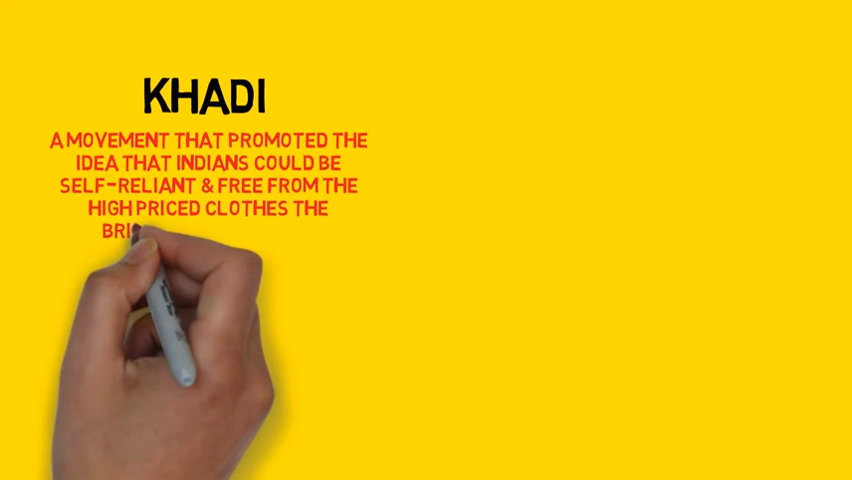 KHADI
A MOVEMENT THAT PROMOTED THE
IDEA THAT INDIANS COULD BE
SELF-RELIANT & FREE FROM THE
HIGH PRICED CLOTHES THE